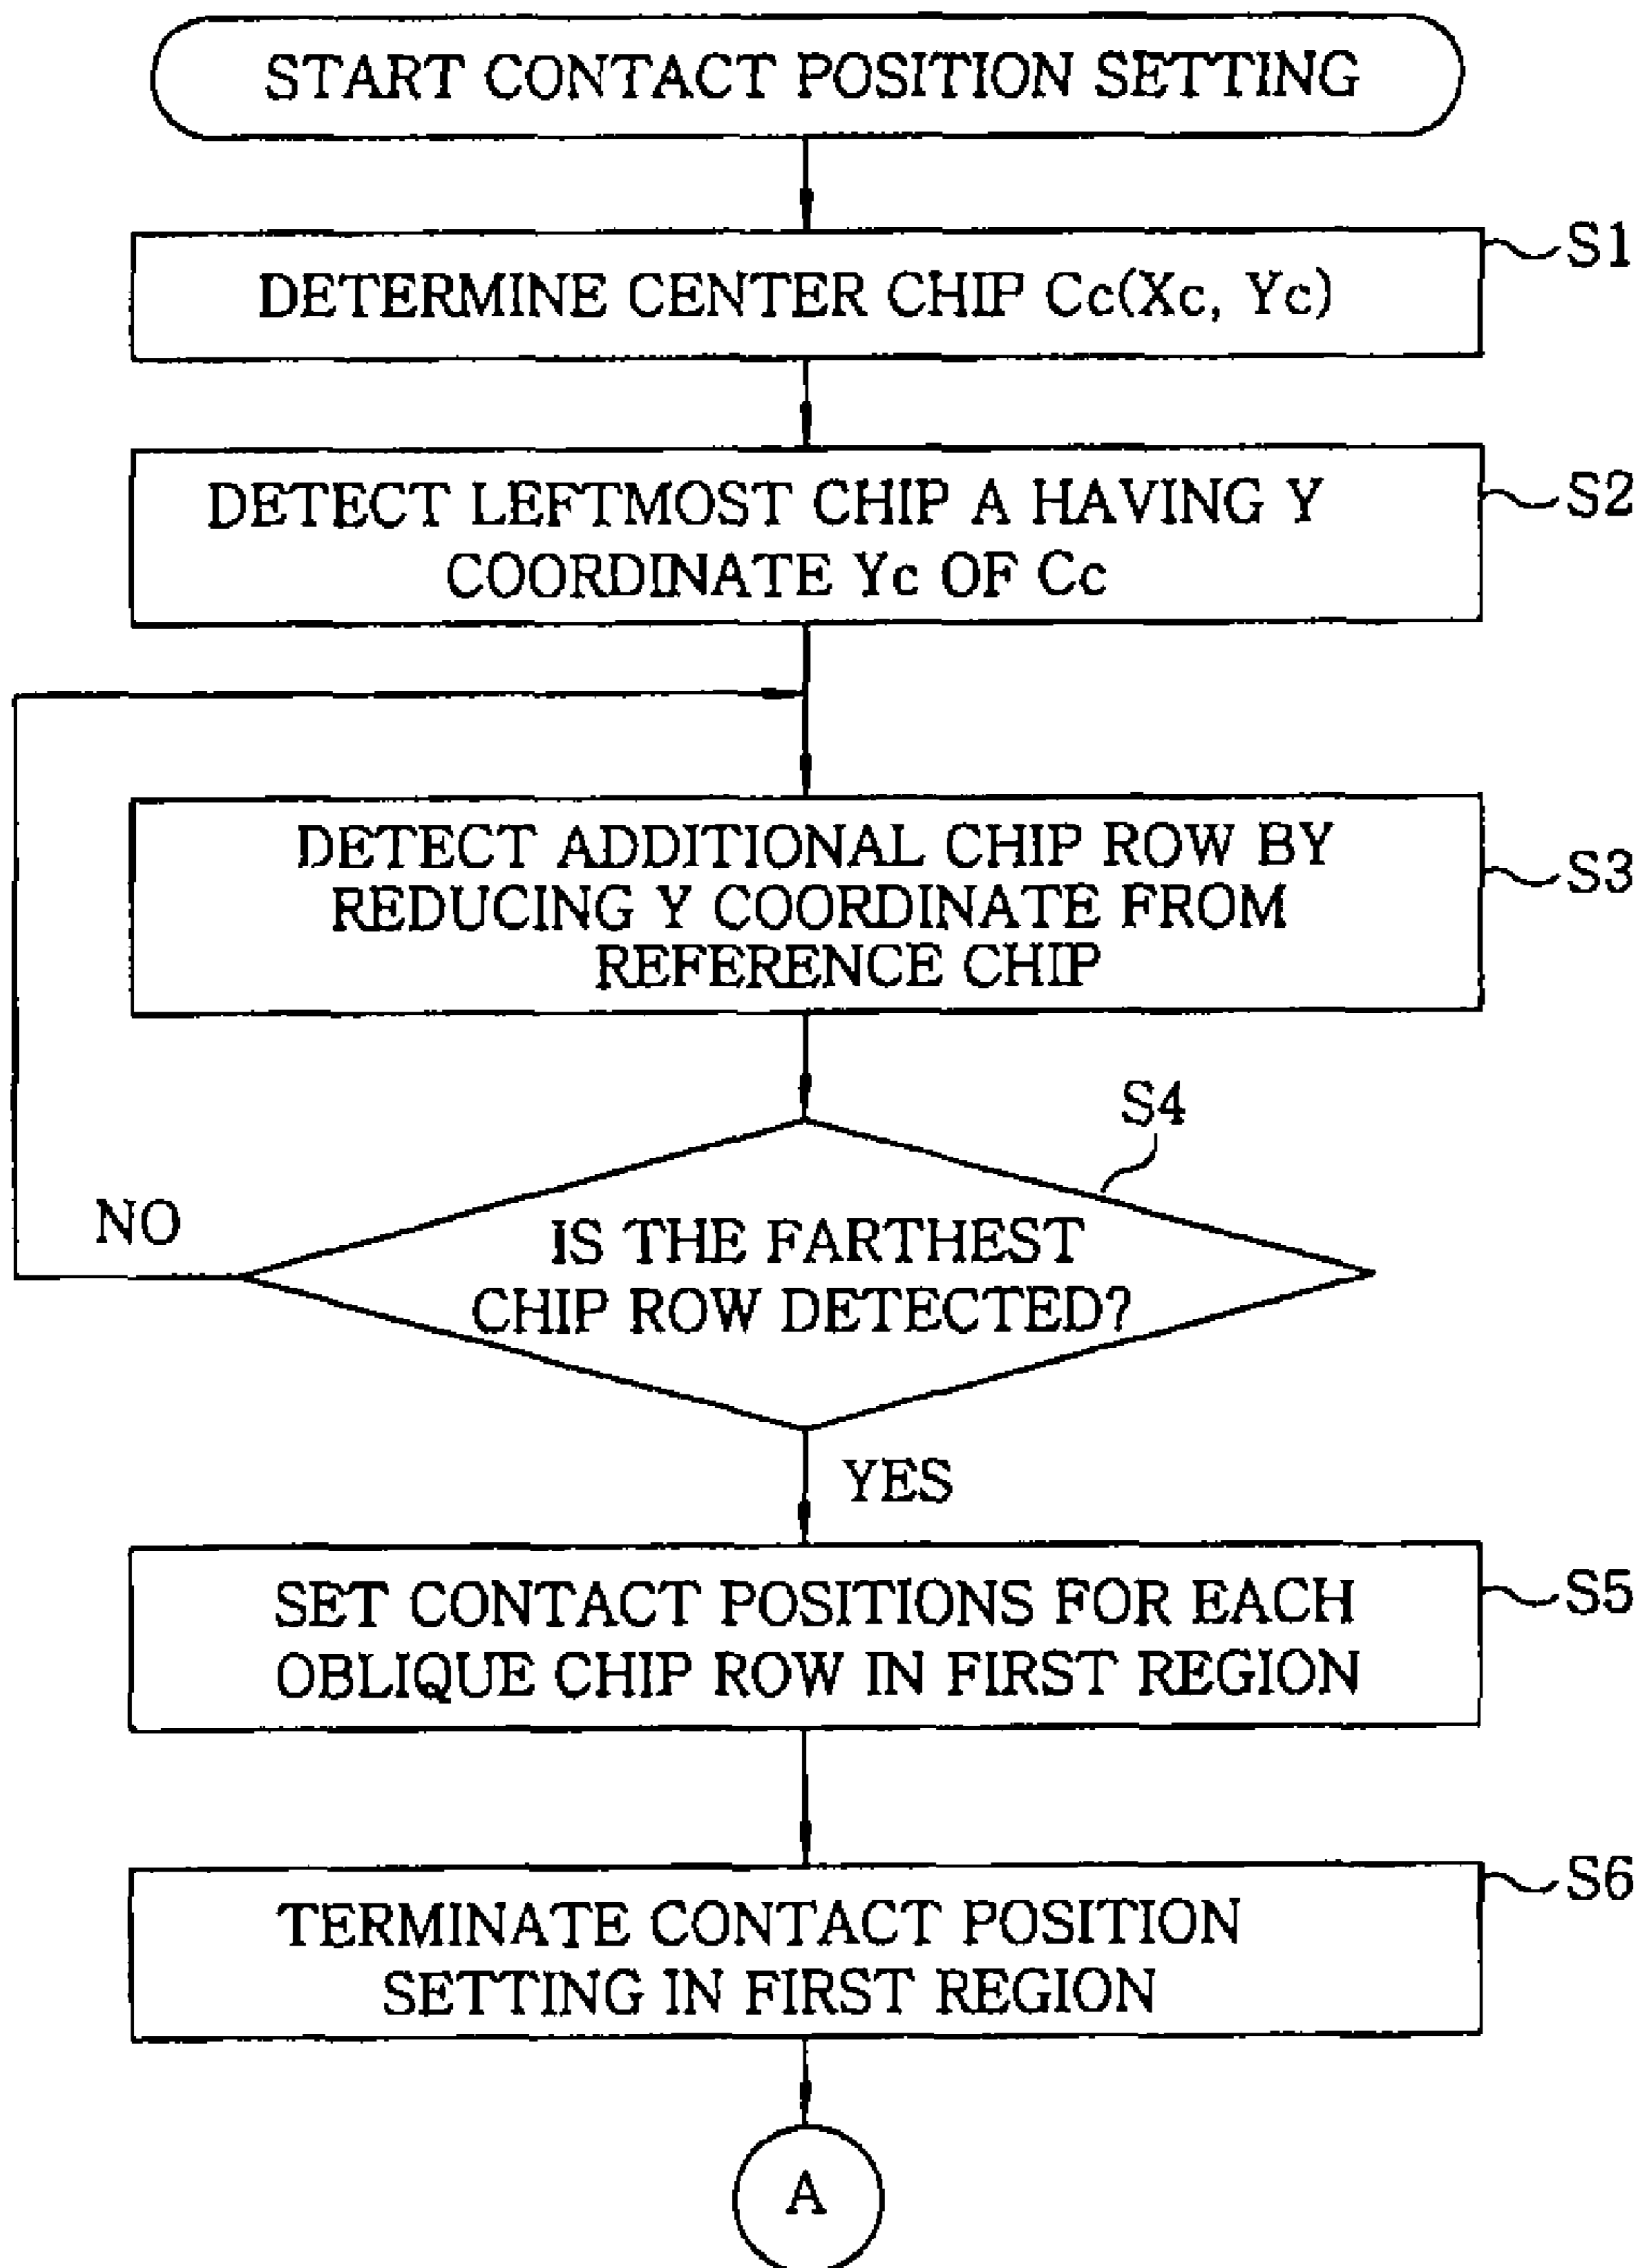 START CONTACT POSITION SETTING
S1
DETERMINE CENTER CHIP Cc(Xc, Yc)
DETECT LEFTMOST CHIP A HAVING Y
COORDINATE Yc OF Cc
S2
DETECT ADDITIONAL CHIP ROW BY
REDUCING Y COORDINATE FROM
REFERENCE CHIP
S3
S4
NO
IS THE FARTHEST
CHIP ROW DETECTED?
YES
SET CONTACT POSITIONS FOR EACH
OBLIQUE CHIP ROW IN FIRST REGION
S5
S6
TERMINATE CONTACT POSITION
SETTING IN FIRST REGION
A